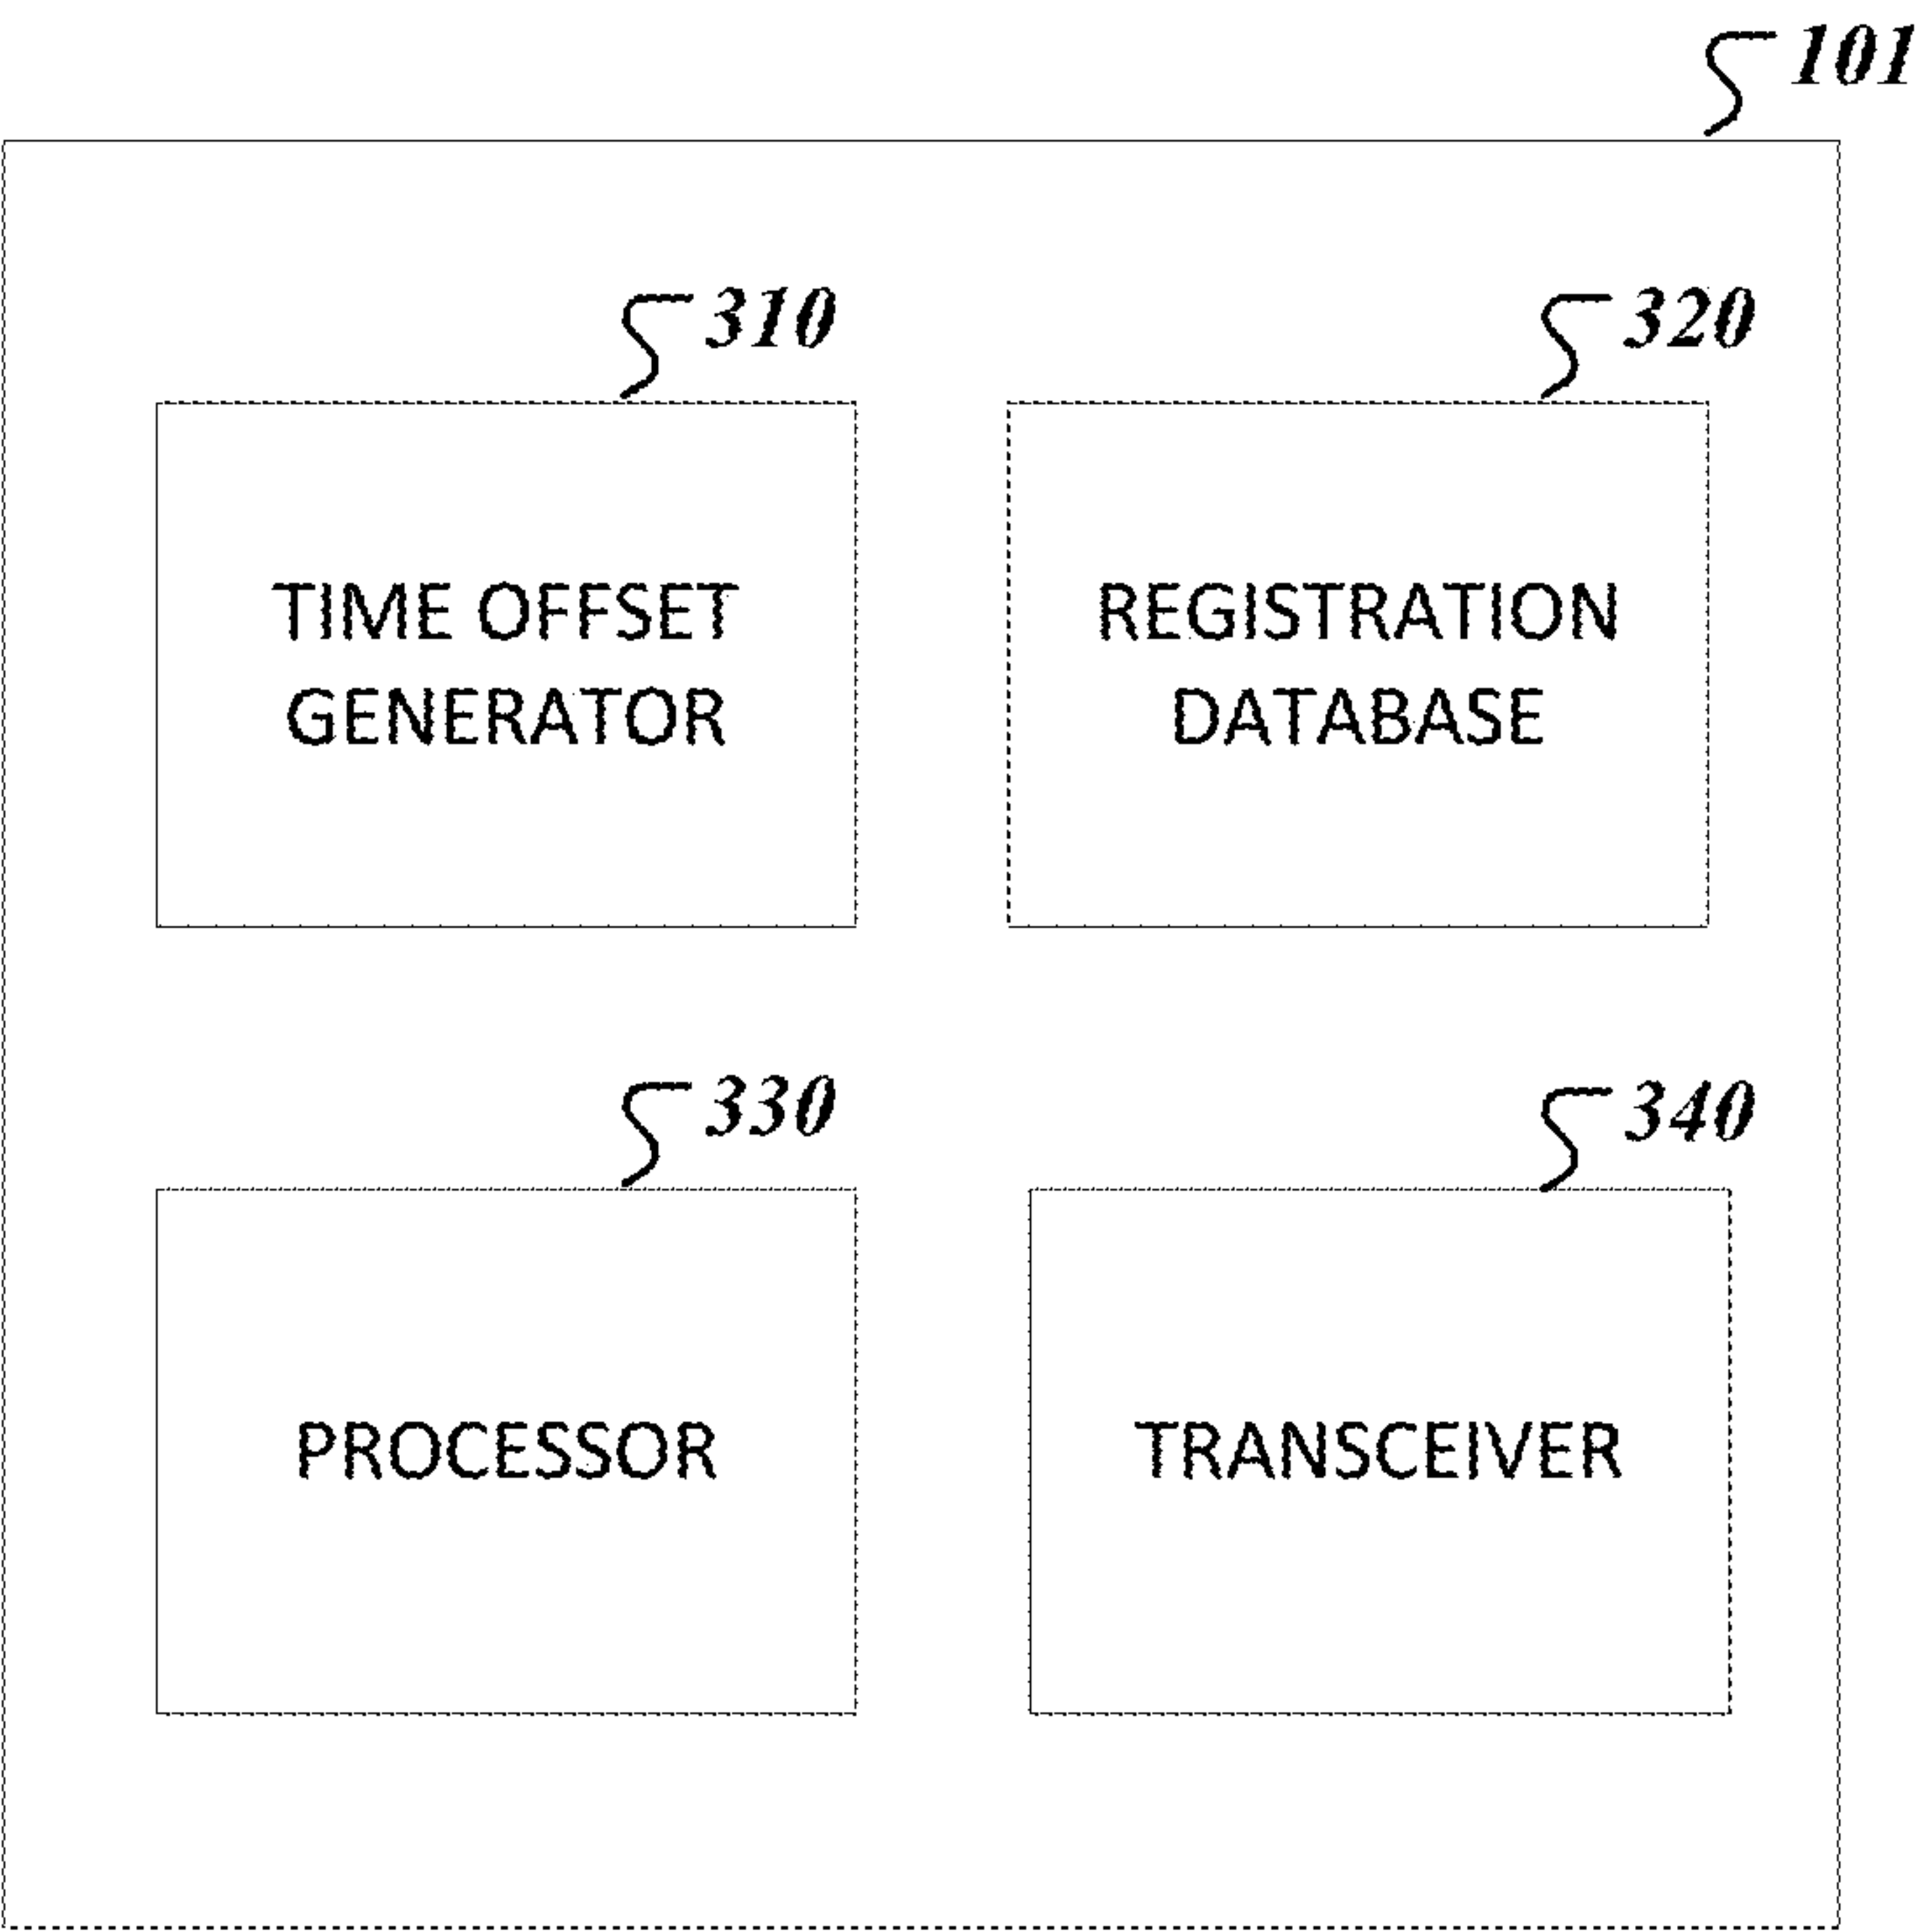 101
310
320
TIME OFFSET
GENERATOR
REGISTRATION
DATABASE
330
340
PROCESSOR
TRANSCEIVER